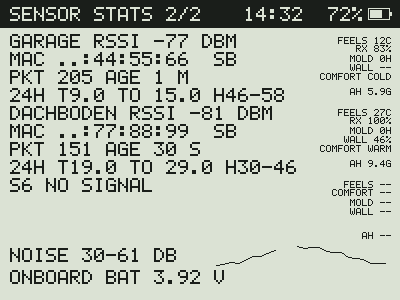 SENSOR STATS 2/2 14:32 72%
GARAGE RSSI -77 DBM
MAC ..:44:55:66 SB
PKT 205 AGE 1 M
24H T9.0 TO 15.0 H46-58
FEELS 12C
RX 83%
MOLD 0H
WALL --
COMFORT COLD
AH 5.9G
DACHBODEN RSSI -81 DBM
MAC ..:77:88:99 SB
PKT 151 AGE 30 S
24H T19.0 TO 29.0 H30-46
FEELS 27C
RX 100%
MOLD 0H
WALL 46%
COMFORT WARM
AH 9.4G
S6 NO SIGNAL
FEELS --
COMFORT --
MOLD --
WALL --
AH --
NOISE 30-61 DB
ONBOARD BAT 3.92 V